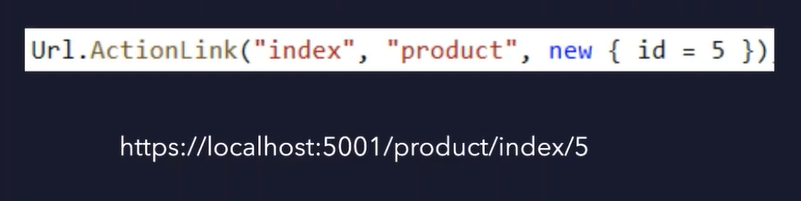 Url.ActionLink("index", "product", new { id = 5 })
https://localhost:5001/product/index/5